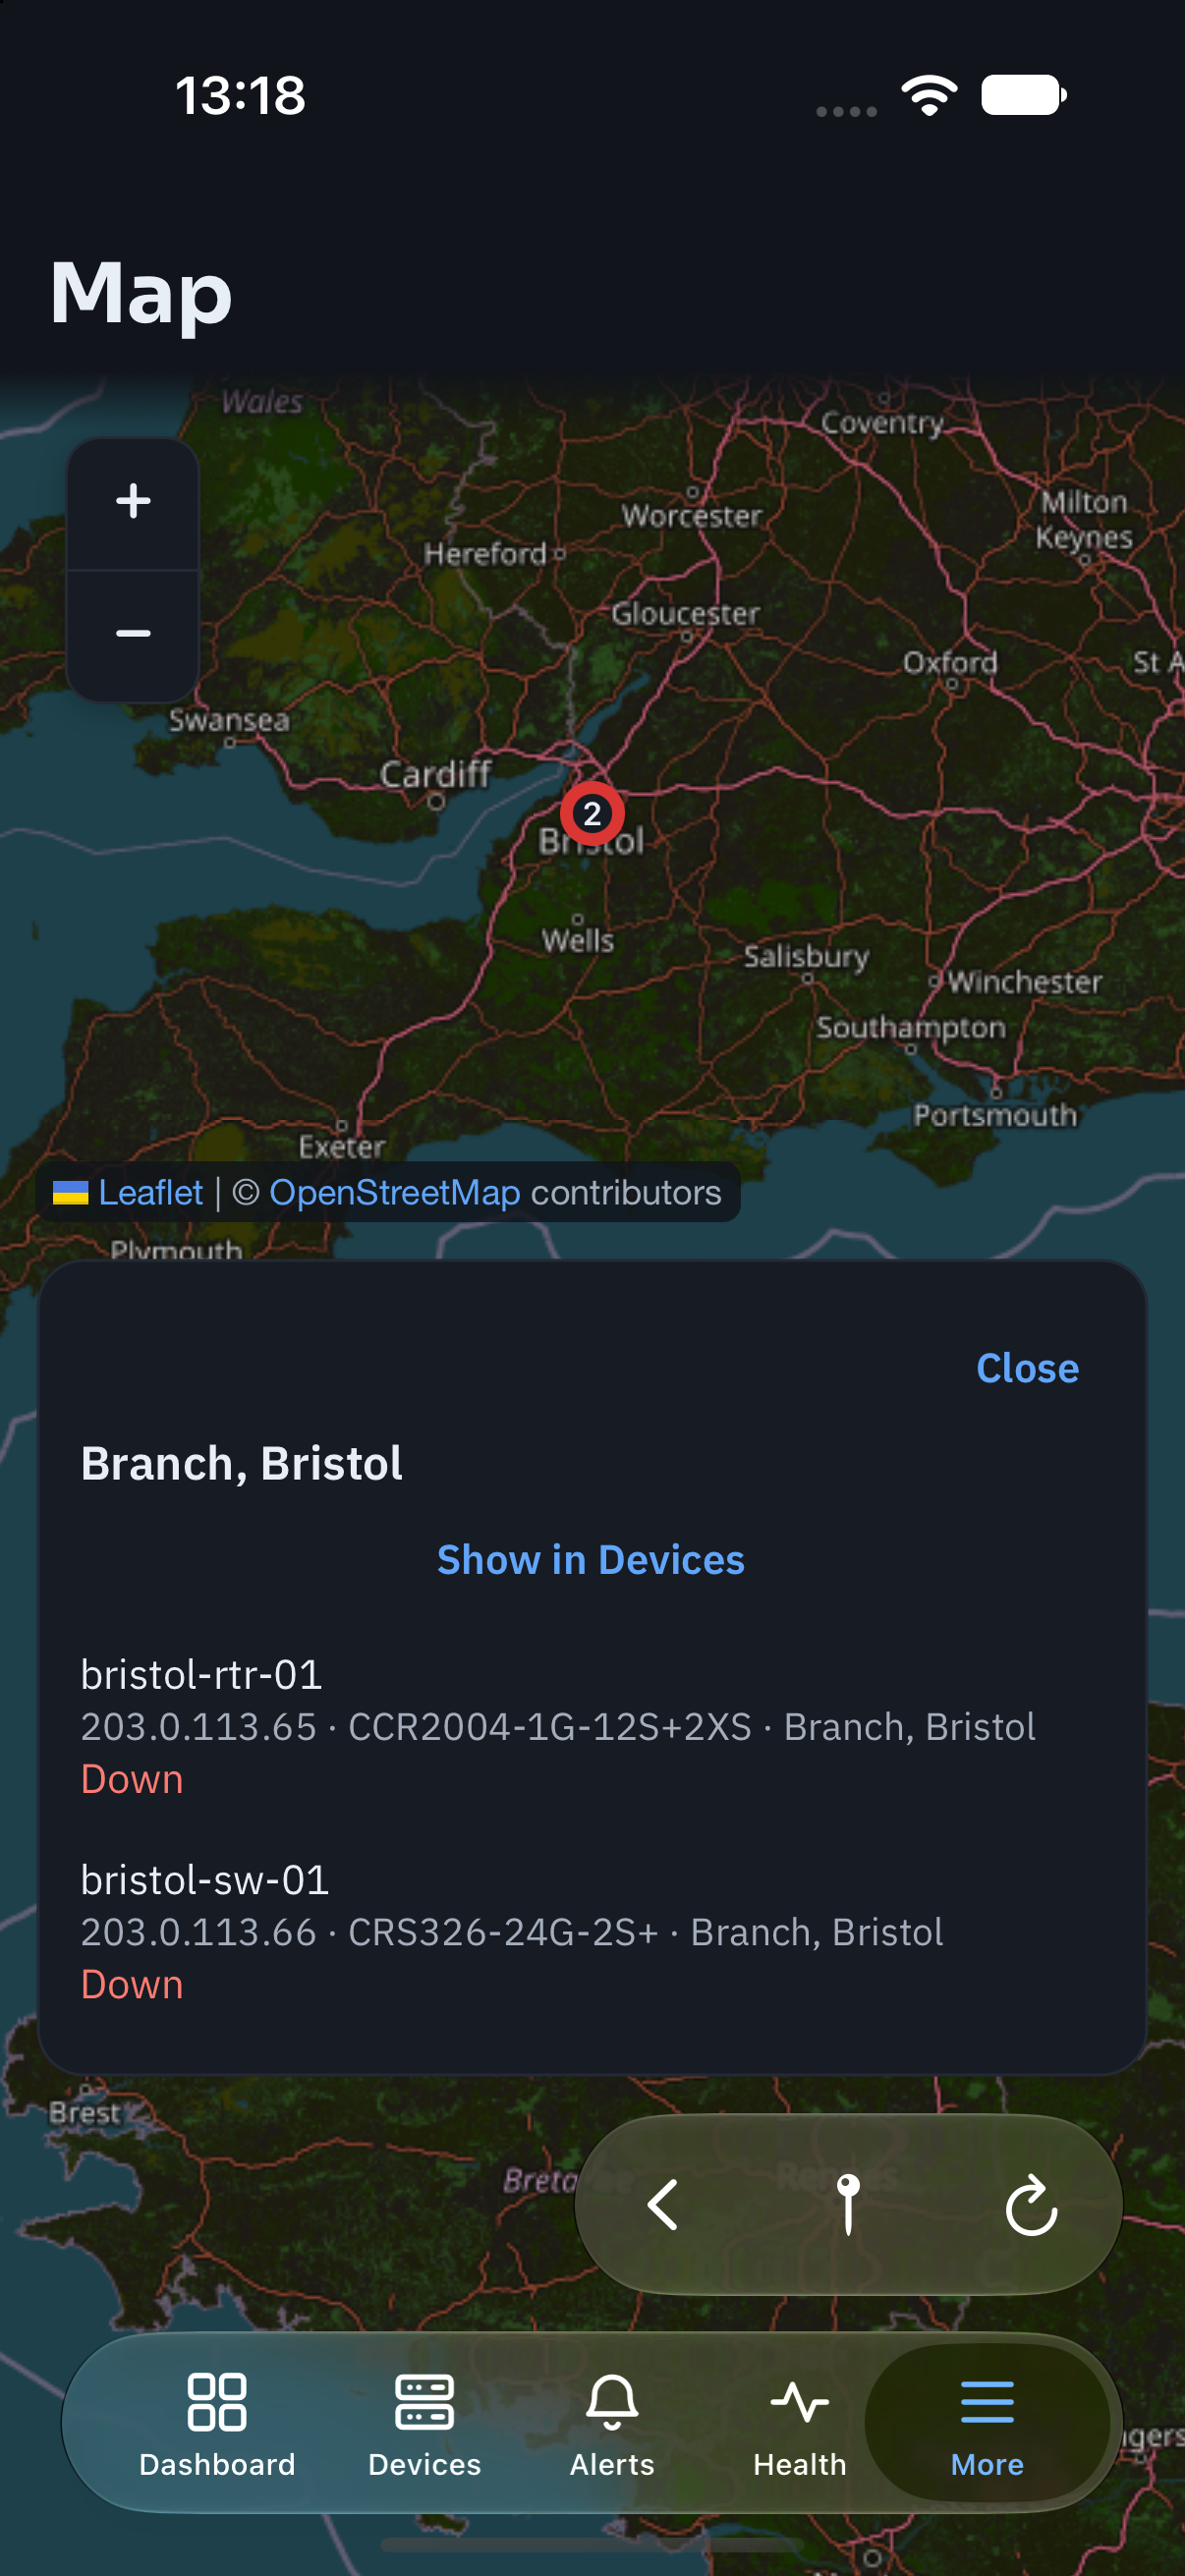 13:18
Map
Wales
Coventry
Worcester
Milton
Keynes
Hereford
Gloucester
Oxford
St A
Swansea
Cardiff
2
Bristol
Wells
Salisbury
Winchester
Southampton
Portsmouth
Exeter
Leaflet | © OpenStreetMap contributors
Plymouth
Close
Branch, Bristol
Show in Devices
bristol-rtr-01
203.0.113.65 · CCR2004-1G-12S+2XS · Branch, Bristol
Down
bristol-sw-01
203.0.113.66 · CRS326-24G-2S+ · Branch, Bristol
Down
Brest
Rennes
Dashboard
Devices
Alerts
Health
More